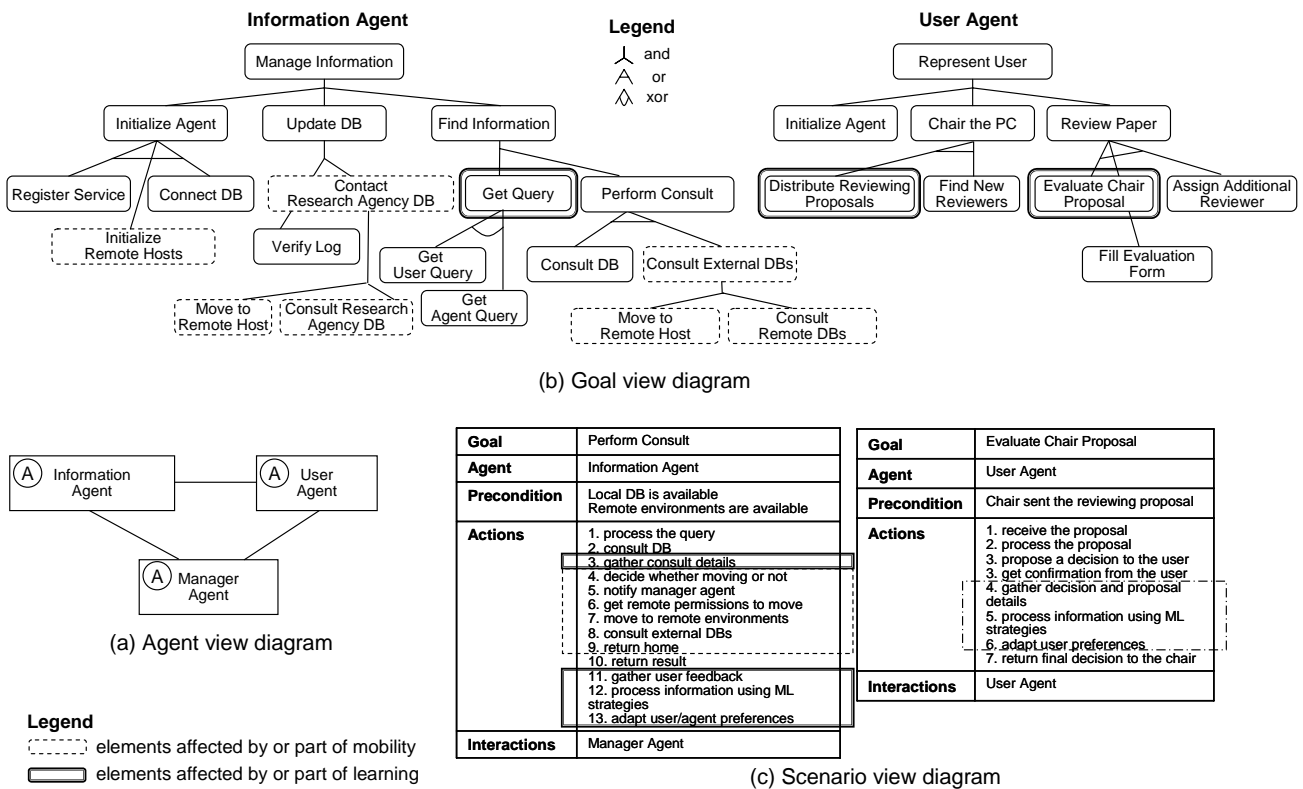 Information Agent
Legend
User Agent
and
or
xor
Manage Information
Represent User
Initialize Agent
Update DB
Find Information
Initialize Agent
Chair the PC
Review Paper
Register Service
Connect DB
Contact
Research Agency DB
Get Query
Perform Consult
Distribute Reviewing
Proposals
Find New
Reviewers
Evaluate Chair
Proposal
Assign Additional
Reviewer
Initialize
Remote Hosts
Verify Log
Get
User Query
Consult DB
Consult External DBs
Fill Evaluation
Form
Move to
Remote Host
Consult Research
Agency DB
Get
Agent Query
Move to
Remote Host
Consult
Remote DBs
(b) Goal view diagram
A
Information
Agent
A
User
Agent
A
Manager
Agent
(a) Agent view diagram
Legend
elements affected by or part of mobility
elements affected by or part of learning
Goal
Perform Consult
Agent
Information Agent
Precondition
Local DB is available
Remote environments are available
Actions
1. process the query
2. consult DB
3. gather consult details
4. decide whether moving or not
5. notify manager agent
6. get remote permissions to move
7. move to remote environments
8. consult external DBs
9. return home
10. return result
11. gather user feedback
12. process information using ML
strategies
13. adapt user/agent preferences
Interactions
Manager Agent
Goal
Evaluate Chair Proposal
Agent
User Agent
Precondition
Chair sent the reviewing proposal
Actions
1. receive the proposal
2. process the proposal
3. propose a decision to the user
3. get confirmation from the user
4. gather decision and proposal
details
5. process information using ML
strategies
6. adapt user preferences
7. return final decision to the chair
Interactions
User Agent
(c) Scenario view diagram